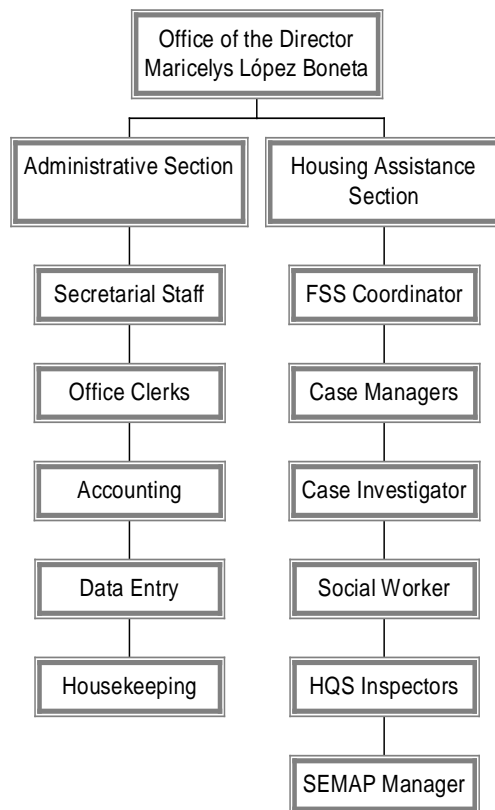 Office of the Director
Maricelys López Boneta
Administrative Section
Housing Assistance
Section
Secretarial Staff
FSS Coordinator
Office Clerks
Case Managers
Accounting
Case Investigator
Data Entry
Social Worker
Housekeeping
HQS Inspectors
SEMAP Manager